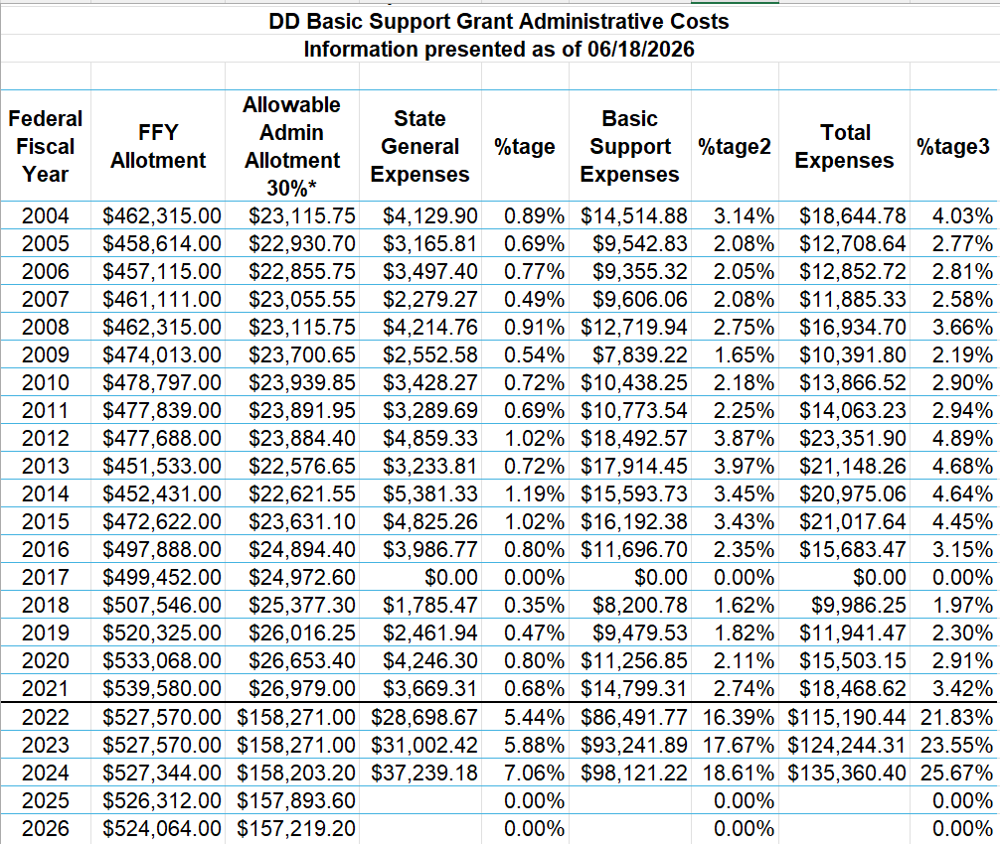 DD Basic Support Grant Administrative Costs
Information presented as of 06/18/2026
Federal Fiscal Year FFY Allotment Allowable Admin Allotment 30%* State General Expenses %tage Basic Support Expenses %tage2 Total Expenses %tage3
2004 $462,315.00 $23,115.75 $4,129.90 0.89% $14,514.88 3.14% $18,644.78 4.03%
2005 $458,614.00 $22,930.70 $3,165.81 0.69% $9,542.83 2.08% $12,708.64 2.77%
2006 $457,115.00 $22,855.75 $3,497.40 0.77% $9,355.32 2.05% $12,852.72 2.81%
2007 $461,111.00 $23,055.55 $2,279.27 0.49% $9,606.06 2.08% $11,885.33 2.58%
2008 $462,315.00 $23,115.75 $4,214.76 0.91% $12,719.94 2.75% $16,934.70 3.66%
2009 $474,013.00 $23,700.65 $2,552.58 0.54% $7,839.22 1.65% $10,391.80 2.19%
2010 $478,797.00 $23,939.85 $3,428.27 0.72% $10,438.25 2.18% $13,866.52 2.90%
2011 $477,839.00 $23,891.95 $3,289.69 0.69% $10,773.54 2.25% $14,063.23 2.94%
2012 $477,688.00 $23,884.40 $4,859.33 1.02% $18,492.57 3.87% $23,351.90 4.89%
2013 $451,533.00 $22,576.65 $3,233.81 0.72% $17,914.45 3.97% $21,148.26 4.68%
2014 $452,431.00 $22,621.55 $5,381.33 1.19% $15,593.73 3.45% $20,975.06 4.64%
2015 $472,622.00 $23,631.10 $4,825.26 1.02% $16,192.38 3.43% $21,017.64 4.45%
2016 $497,888.00 $24,894.40 $3,986.77 0.80% $11,696.70 2.35% $15,683.47 3.15%
2017 $499,452.00 $24,972.60 $0.00 0.00% $0.00 0.00% $0.00 0.00%
2018 $507,546.00 $25,377.30 $1,785.47 0.35% $8,200.78 1.62% $9,986.25 1.97%
2019 $520,325.00 $26,016.25 $2,461.94 0.47% $9,479.53 1.82% $11,941.47 2.30%
2020 $533,068.00 $26,653.40 $4,246.30 0.80% $11,256.85 2.11% $15,503.15 2.91%
2021 $539,580.00 $26,979.00 $3,669.31 0.68% $14,799.31 2.74% $18,468.62 3.42%
2022 $527,570.00 $158,271.00 $28,698.67 5.44% $86,491.77 16.39% $115,190.44 21.83%
2023 $527,570.00 $158,271.00 $31,002.42 5.88% $93,241.89 17.67% $124,244.31 23.55%
2024 $527,344.00 $158,203.20 $37,239.18 7.06% $98,121.22 18.61% $135,360.40 25.67%
2025 $526,312.00 $157,893.60 0.00% 0.00% 0.00%
2026 $524,064.00 $157,219.20 0.00% 0.00% 0.00%